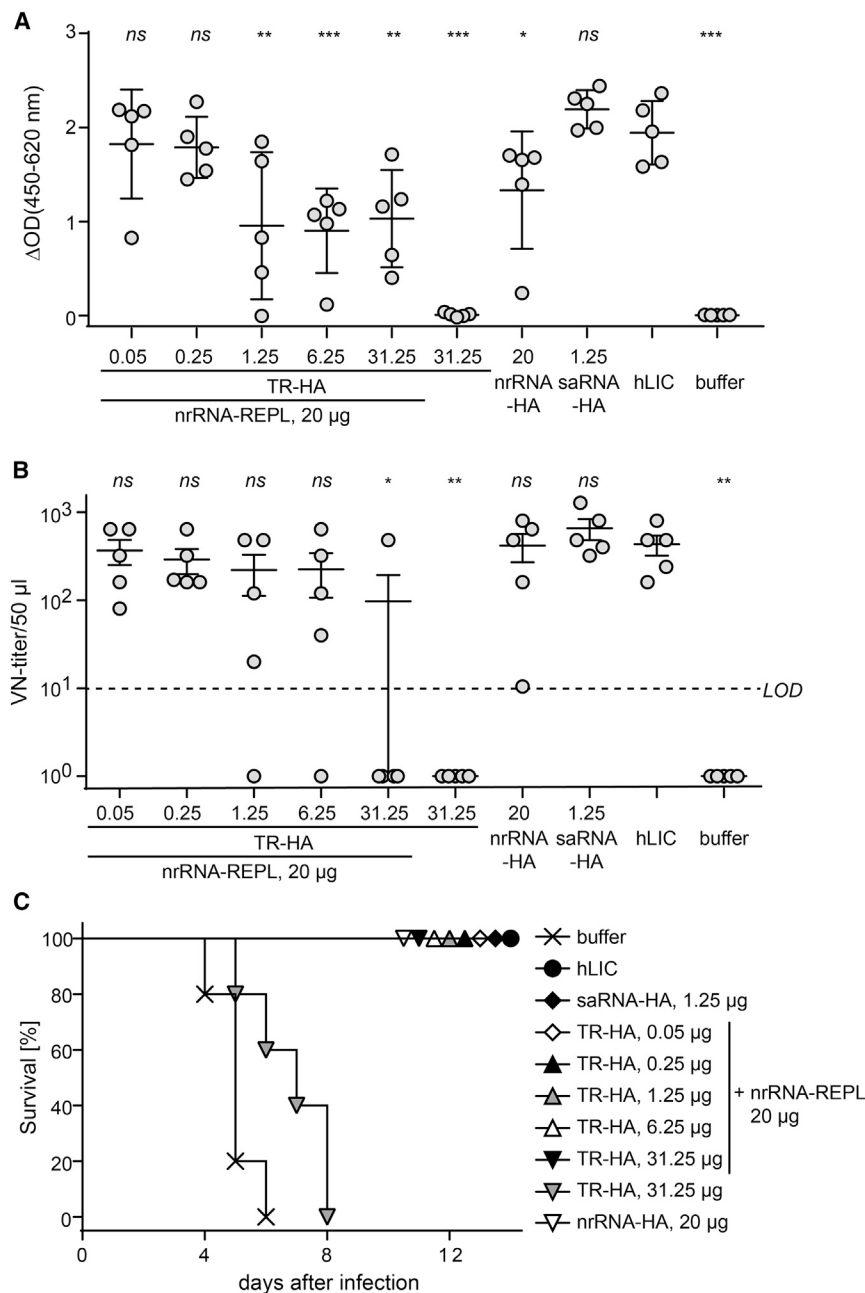 A
ns ns ** *** ** *** * ns ***
ΔOD(450-620 nm)
3
2
1
0
0.05 0.25 1.25 6.25 31.25 31.25 20 1.25 hLIC buffer
TR-HA nrRNA saRNA
nrRNA-REPL, 20 µg -HA -HA
B
ns ns ns ns * ** ns ns **
VN-titer/50 µl
10³
10²
10¹
10⁰
LOD
0.05 0.25 1.25 6.25 31.25 31.25 20 1.25 hLIC buffer
TR-HA nrRNA saRNA
nrRNA-REPL, 20 µg -HA -HA
C
Survival [%]
100
80
60
40
20
0
0 4 8 12
days after infection
buffer
hLIC
saRNA-HA, 1.25 µg
TR-HA, 0.05 µg
TR-HA, 0.25 µg
TR-HA, 1.25 µg
TR-HA, 6.25 µg
TR-HA, 31.25 µg
+ nrRNA-REPL
20 µg
TR-HA, 31.25 µg
nrRNA-HA, 20 µg